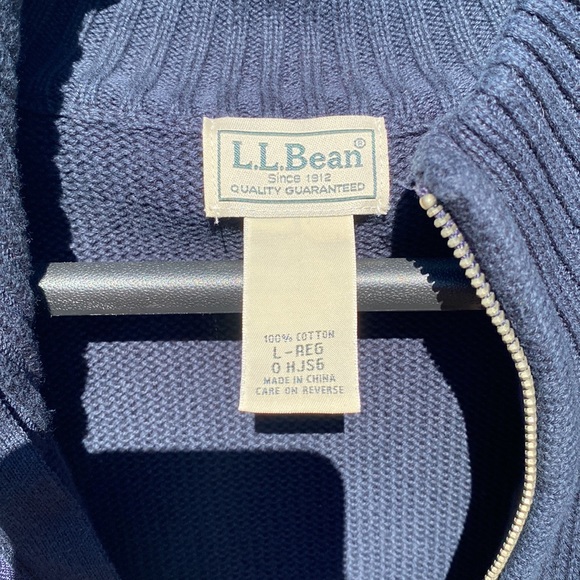 L.L.Bean®
Since 1912
QUALITY GUARANTEED
100% COTTON
L-REG
0 HJS6
MADE IN CHINA
CARE ON REVERSE